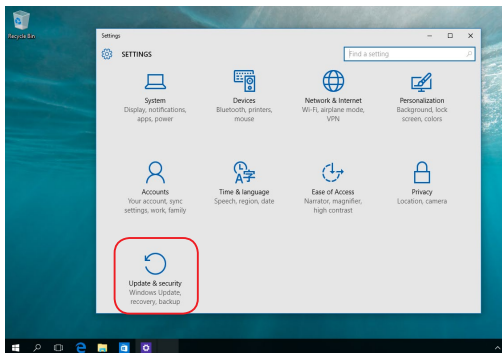 Recycle Bin
Settings
SETTINGS
Find a setting
System
Display, notifications,
apps, power
Devices
Bluetooth, printers,
mouse
Network & Internet
Wi-Fi, airplane mode,
VPN
Personalization
Background, lock
screen, colors
Accounts
Your account, sync
settings, work, family
Time & language
Speech, region, date
Ease of Access
Narrator, magnifier,
high contrast
Privacy
Location, camera
Update & security
Windows Update,
recovery, backup